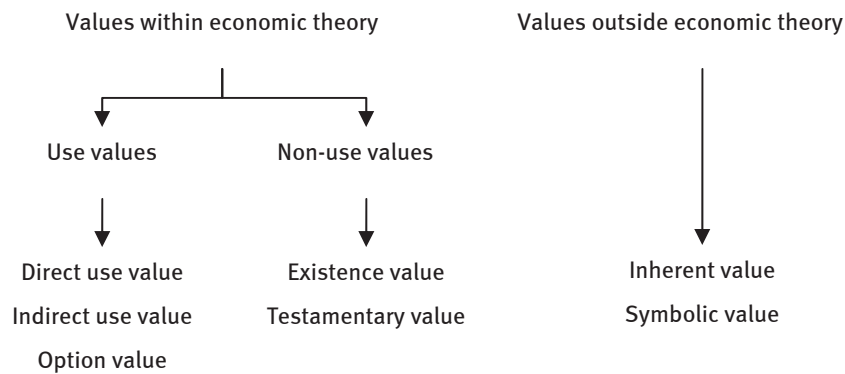 Values within economic theory
Values outside economic theory
Use values
Non-use values
Direct use value
Indirect use value
Option value
Existence value
Testamentary value
Inherent value
Symbolic value